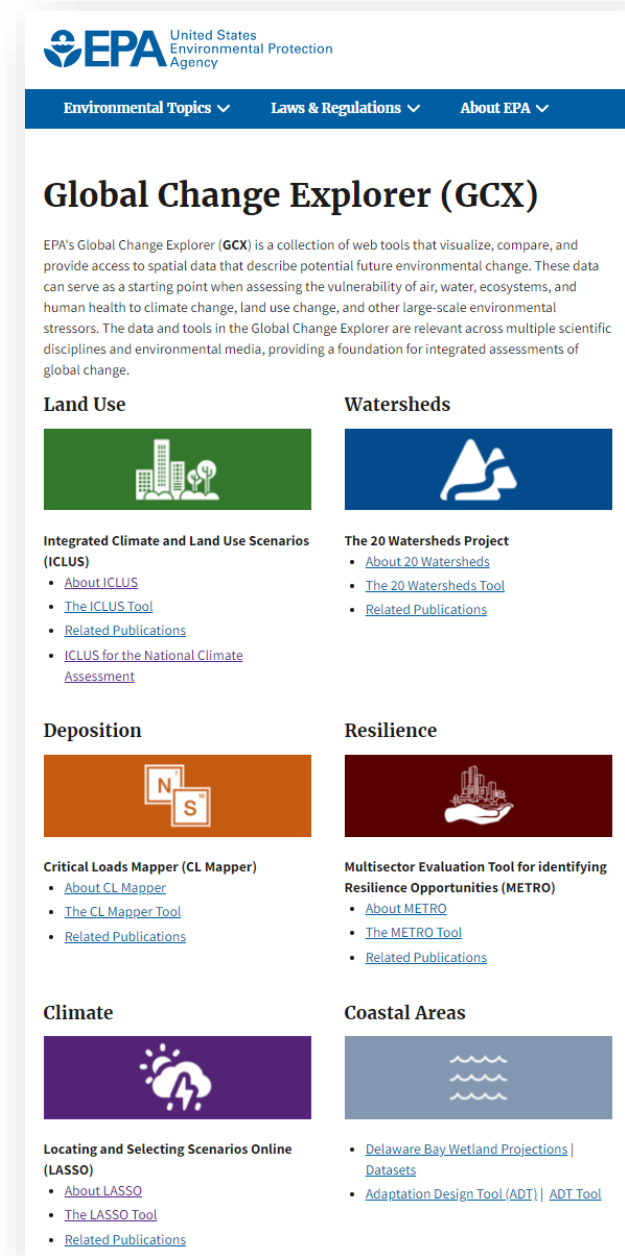 EPA United States
Environmental Protection
Agency
Environmental Topics Laws & Regulations About EPA
Global Change Explorer (GCX)
EPA's Global Change Explorer (GCX) is a collection of web tools that visualize, compare, and
provide access to spatial data that describe potential future environmental change. These data
can serve as a starting point when assessing the vulnerability of air, water, ecosystems, and
human health to climate change, land use change, and other large-scale environmental
stressors. The data and tools in the Global Change Explorer are relevant across multiple scientific
disciplines and environmental media, providing a foundation for integrated assessments of
global change.
Land Use
Integrated Climate and Land Use Scenarios
(ICLUS)
• About ICLUS
• The ICLUS Tool
• Related Publications
• ICLUS for the National Climate
Assessment
Watersheds
The 20 Watersheds Project
• About 20 Watersheds
• The 20 Watersheds Tool
• Related Publications
Deposition
7
N
16
S
Critical Loads Mapper (CL Mapper)
• About CL Mapper
• The CL Mapper Tool
• Related Publications
Resilience
Multisector Evaluation Tool for identifying
Resilience Opportunities (METRO)
• About METRO
• The METRO Tool
• Related Publications
Climate
Locating and Selecting Scenarios Online
(LASSO)
• About LASSO
• The LASSO Tool
• Related Publications
Coastal Areas
• Delaware Bay Wetland Projections |
Datasets
• Adaptation Design Tool (ADT) | ADT Tool